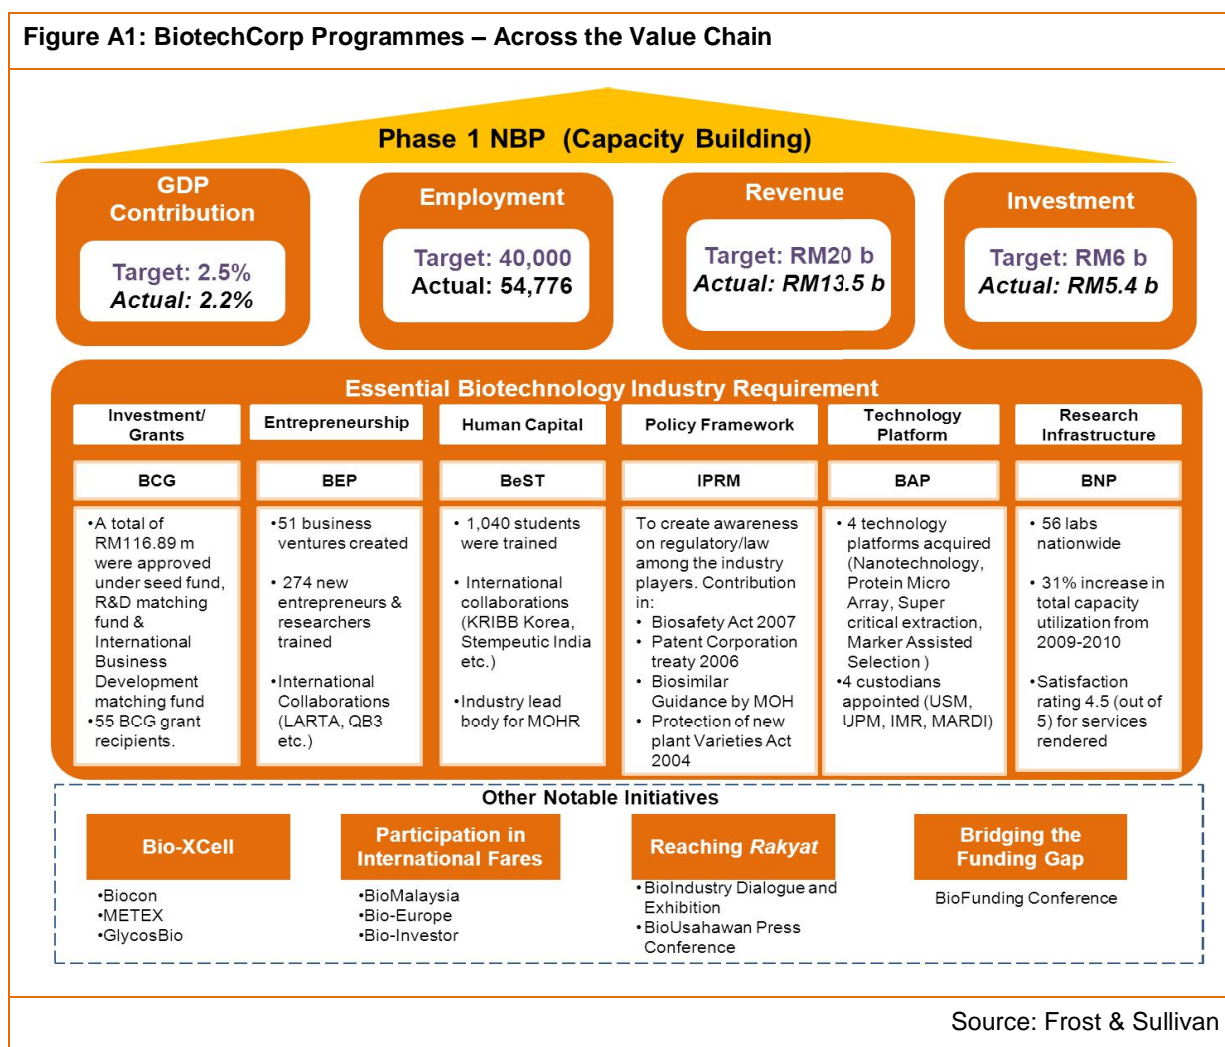 Figure A1: BiotechCorp Programmes – Across the Value Chain
Phase 1 NBP (Capacity Building)
GDP
Contribution
Target: 2.5%
Actual: 2.2%
Employment
Target: 40,000
Actual: 54,776
Revenue
Target: RM20 b
Actual: RM13.5 b
Investment
Target: RM6 b
Actual: RM5.4 b
Essential Biotechnology Industry Requirement
Investment/
Grants
BCG
•A total of
RM116.89 m
were approved
under seed fund,
R&D matching
fund &
International
Business
Development
matching fund
•55 BCG grant
recipients.
Entrepreneurship
BEP
•51 business
ventures created
• 274 new
entrepreneurs &
researchers
trained
•International
Collaborations
(LARTA, QB3
etc.)
Human Capital
BeST
• 1,040 students
were trained
• International
collaborations
(KRIBB Korea,
Stempeutic India
etc.)
•Industry lead
body for MOHR
Policy Framework
IPRM
To create awareness
on regulatory/law
among the industry
players. Contribution
in:
• Biosafety Act 2007
• Patent Corporation
treaty 2006
• Biosimilar
Guidance by MOH
• Protection of new
plant Varieties Act
2004
Technology
Platform
BAP
• 4 technology
platforms acquired
(Nanotechnology,
Protein Micro
Array, Super
critical extraction,
Marker Assisted
Selection )
•4 custodians
appointed (USM,
UPM, IMR, MARDI)
Research
Infrastructure
BNP
• 56 labs
nationwide
• 31% increase in
total capacity
utilization from
2009-2010
•Satisfaction
rating 4.5 (out of
5) for services
rendered
Other Notable Initiatives
Bio-XCell
•Biocon
•METEX
•GlycosBio
Participation in
International Fares
•BioMalaysia
•Bio-Europe
•Bio-Investor
Reaching Rakyat
•BioIndustry Dialogue and
Exhibition
•BioUsahawan Press
Conference
Bridging the
Funding Gap
BioFunding Conference
Source: Frost & Sullivan